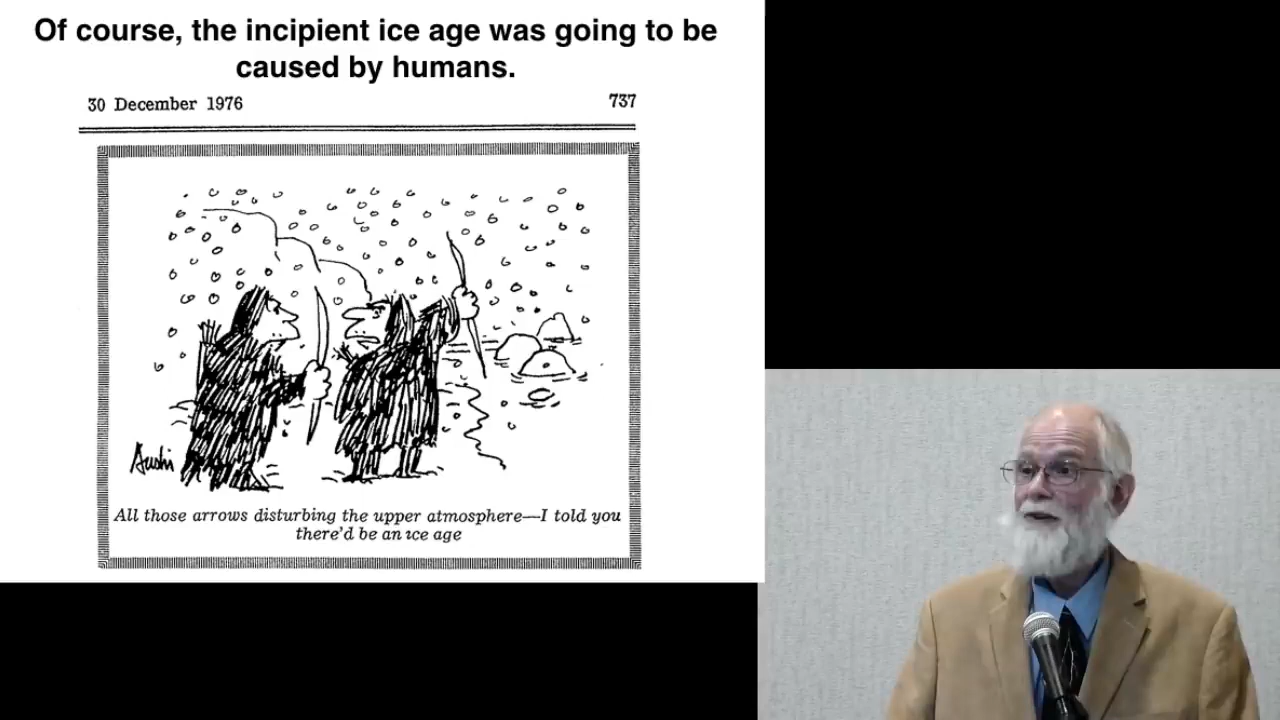 Of course, the incipient ice age was going to be
caused by humans.
30 December 1976 737
All those arrows disturbing the upper atmosphere—I told you
there'd be an ice age